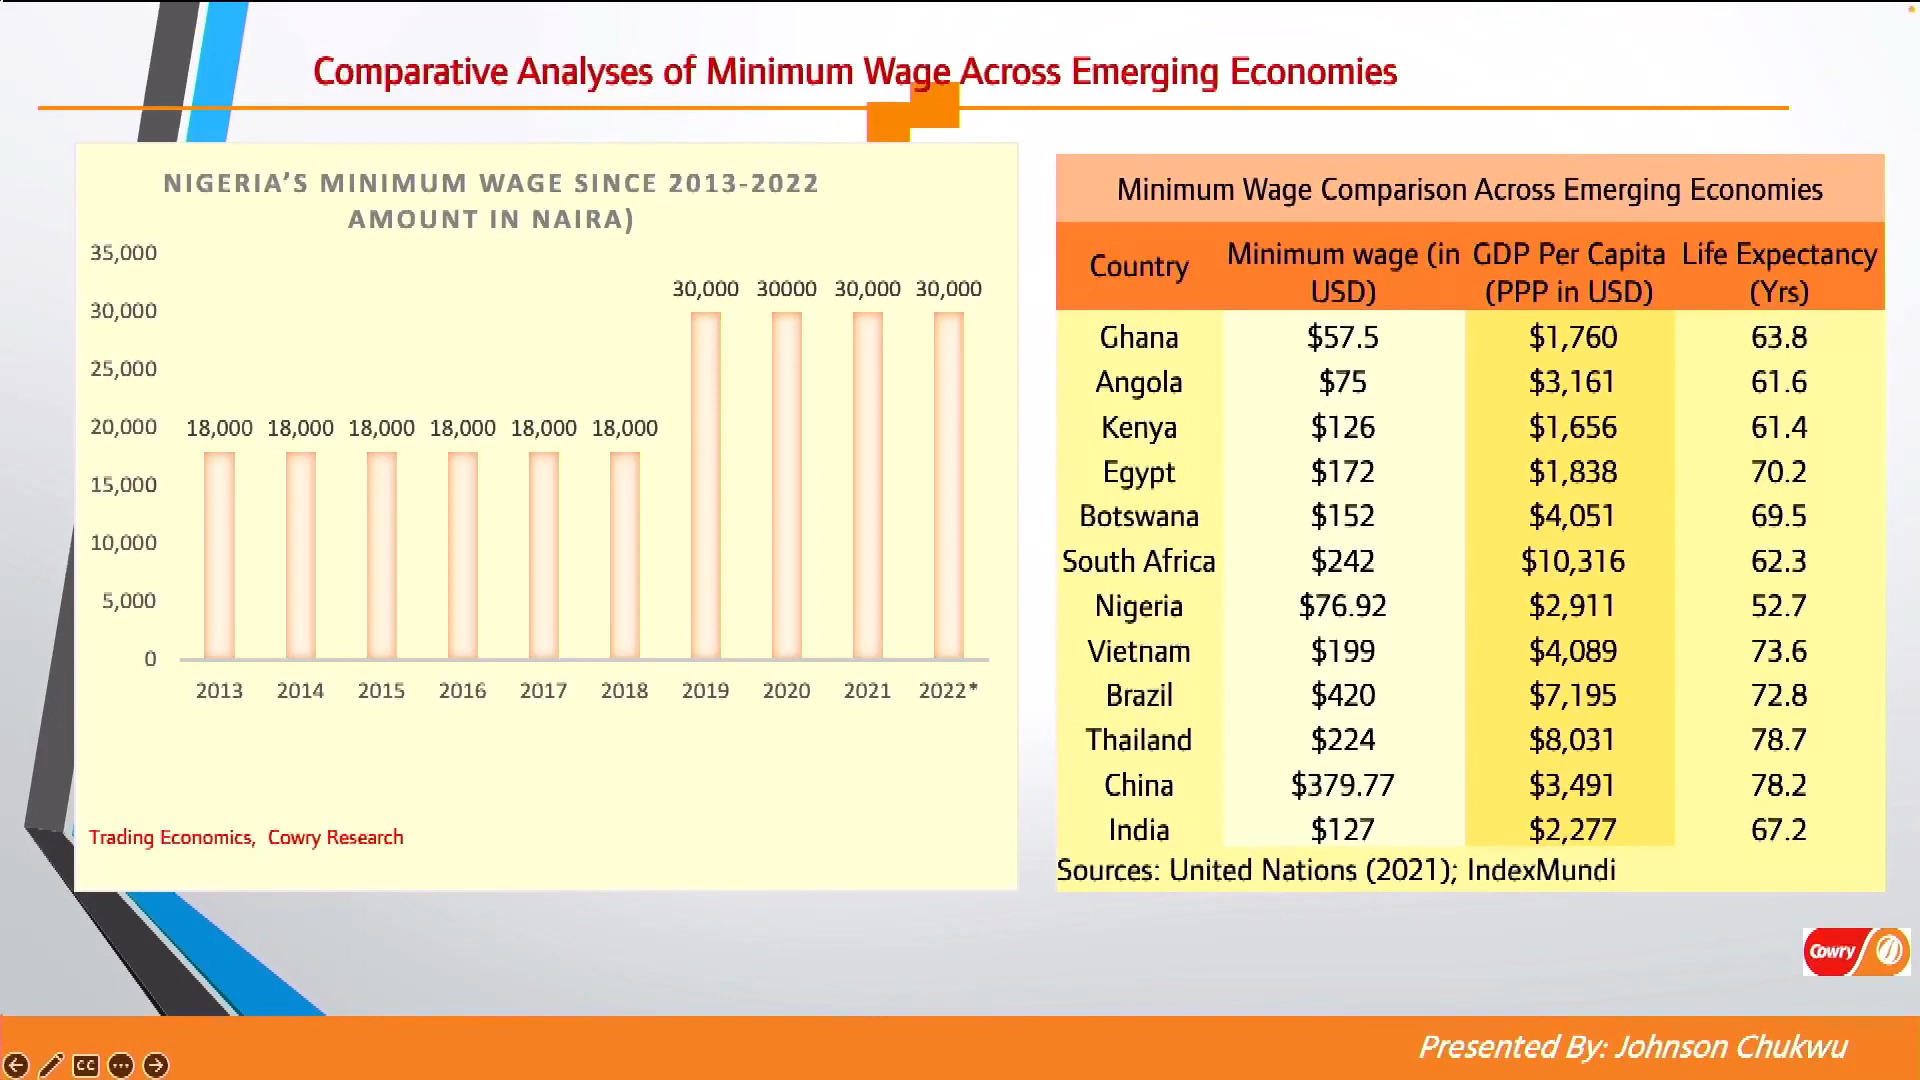 Comparative Analyses of Minimum Wage Across Emerging Economies
NIGERIA’S MINIMUM WAGE SINCE 2013-2022
AMOUNT IN NAIRA)
35,000
30,000
25,000
20,000
15,000
10,000
5,000
0
18,000 18,000 18,000 18,000 18,000 18,000 30,000 30000 30,000 30,000
2013 2014 2015 2016 2017 2018 2019 2020 2021 2022*
Trading Economics, Cowry Research
Minimum Wage Comparison Across Emerging Economies
Country Minimum wage (in USD) GDP Per Capita (PPP in USD) Life Expectancy (Yrs)
Ghana $57.5 $1,760 63.8
Angola $75 $3,161 61.6
Kenya $126 $1,656 61.4
Egypt $172 $1,838 70.2
Botswana $152 $4,051 69.5
South Africa $242 $10,316 62.3
Nigeria $76.92 $2,911 52.7
Vietnam $199 $4,089 73.6
Brazil $420 $7,195 72.8
Thailand $224 $8,031 78.7
China $379.77 $3,491 78.2
India $127 $2,277 67.2
Sources: United Nations (2021); IndexMundi
Cowry
Presented By: Johnson Chukwu
CC